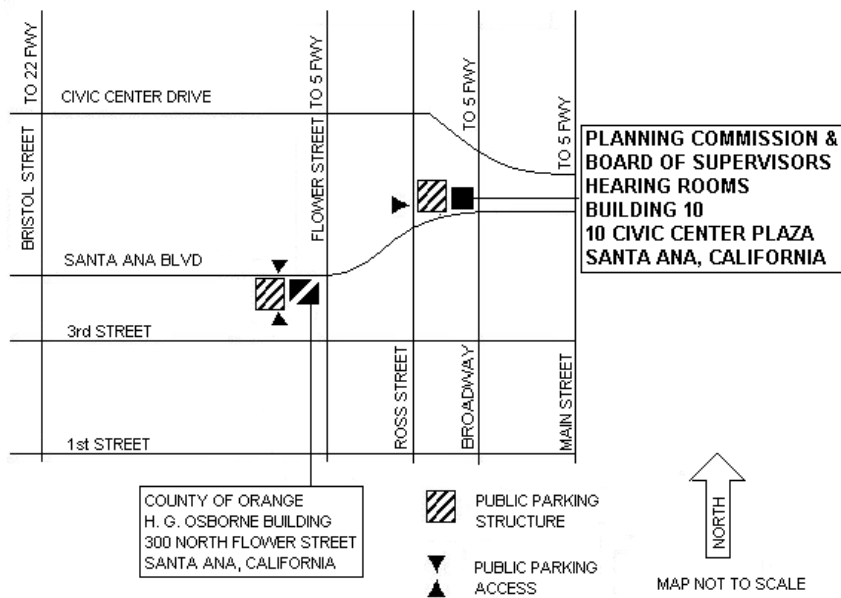 TO 22 FWY
TO 5 FWY
TO 5 FWY
TO 5 FWY
CIVIC CENTER DRIVE
BRISTOL STREET
FLOWER STREET
PLANNING COMMISSION &
BOARD OF SUPERVISORS
HEARING ROOMS
BUILDING 10
10 CIVIC CENTER PLAZA
SANTA ANA, CALIFORNIA
SANTA ANA BLVD
3rd STREET
ROSS STREET
BROADWAY
MAIN STREET
1st STREET
COUNTY OF ORANGE
H. G. OSBORNE BUILDING
300 NORTH FLOWER STREET
SANTA ANA, CALIFORNIA
PUBLIC PARKING
STRUCTURE
PUBLIC PARKING
ACCESS
NORTH
MAP NOT TO SCALE